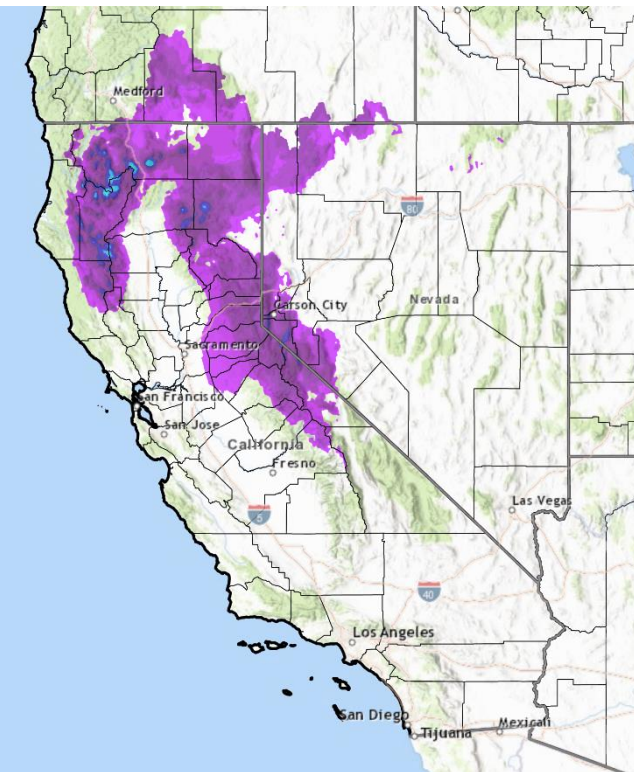 Medford
80
Carson City
Nevada
Sacramento
San Francisco
San Jose
California
Fresno
Las Vegas
5
40
Los Angeles
San Diego
Mexicali
Tijuana